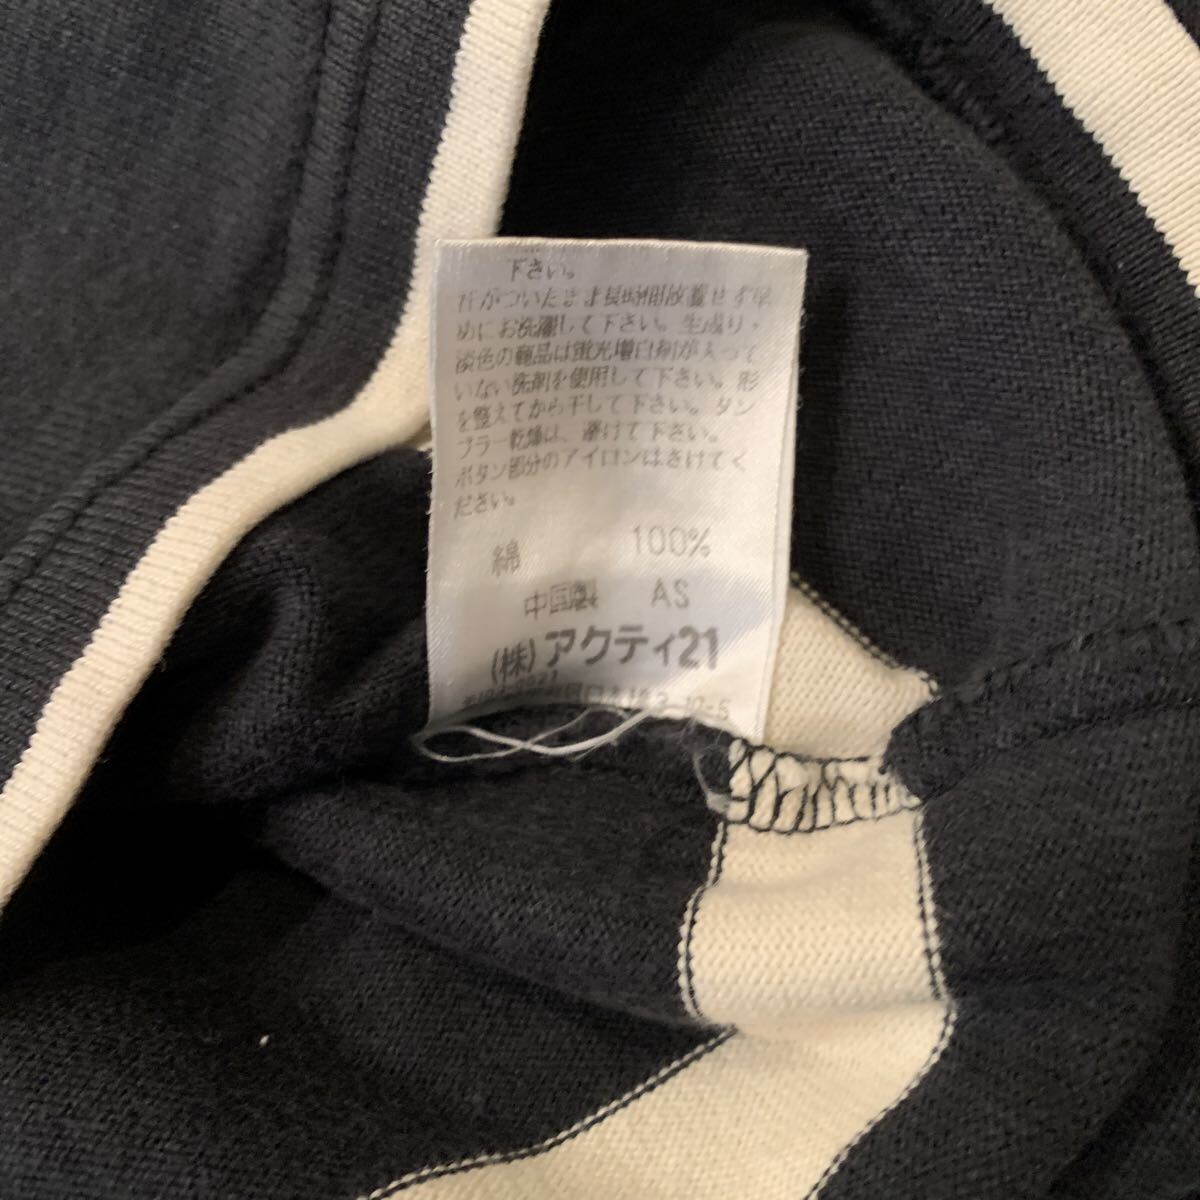 下さい。
汗がついたまま長時間放置せず早
めにお洗濯して下さい。生成り・
淡色の商品は蛍光増白剤が入って
いない洗剤を使用して下さい。形
を整えてから干して下さい。タン
ブラー乾燥は、避けて下さい。
ボタン部分のアイロンはさけてく
ださい。
綿 100%
中国製 AS
(株)アクティ21
3-12-5